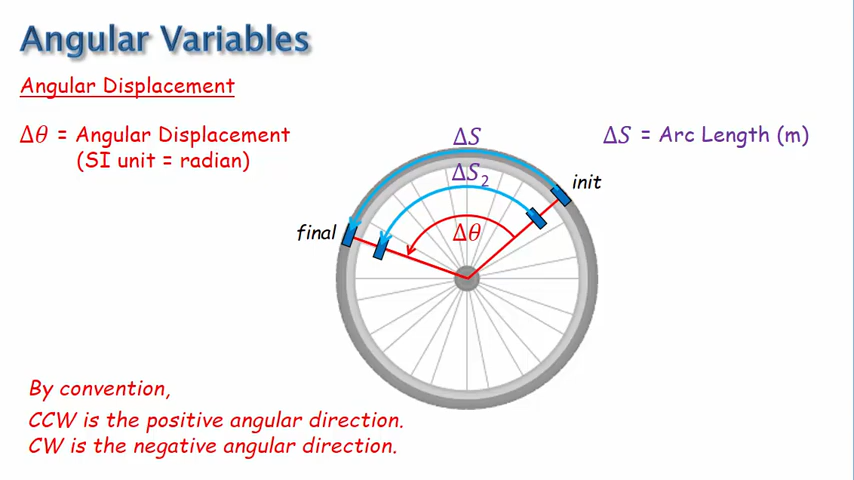 Angular Variables
Angular Displacement
Δθ = Angular Displacement
(SI unit = radian)
ΔS
ΔS = Arc Length (m)
ΔS₂
init
final
Δθ
By convention,
CCW is the positive angular direction.
CW is the negative angular direction.